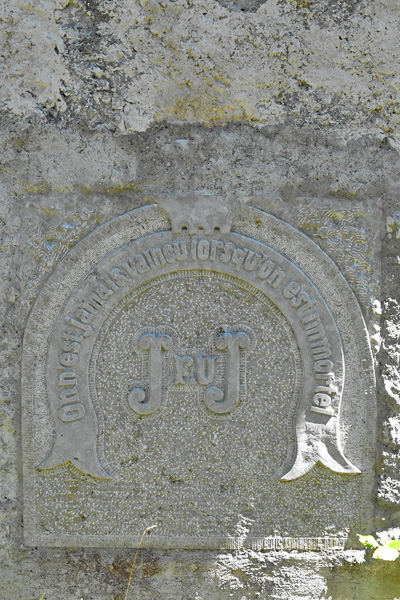 On n'est jamais vaincu lorsqu'on est immortel
J EU J